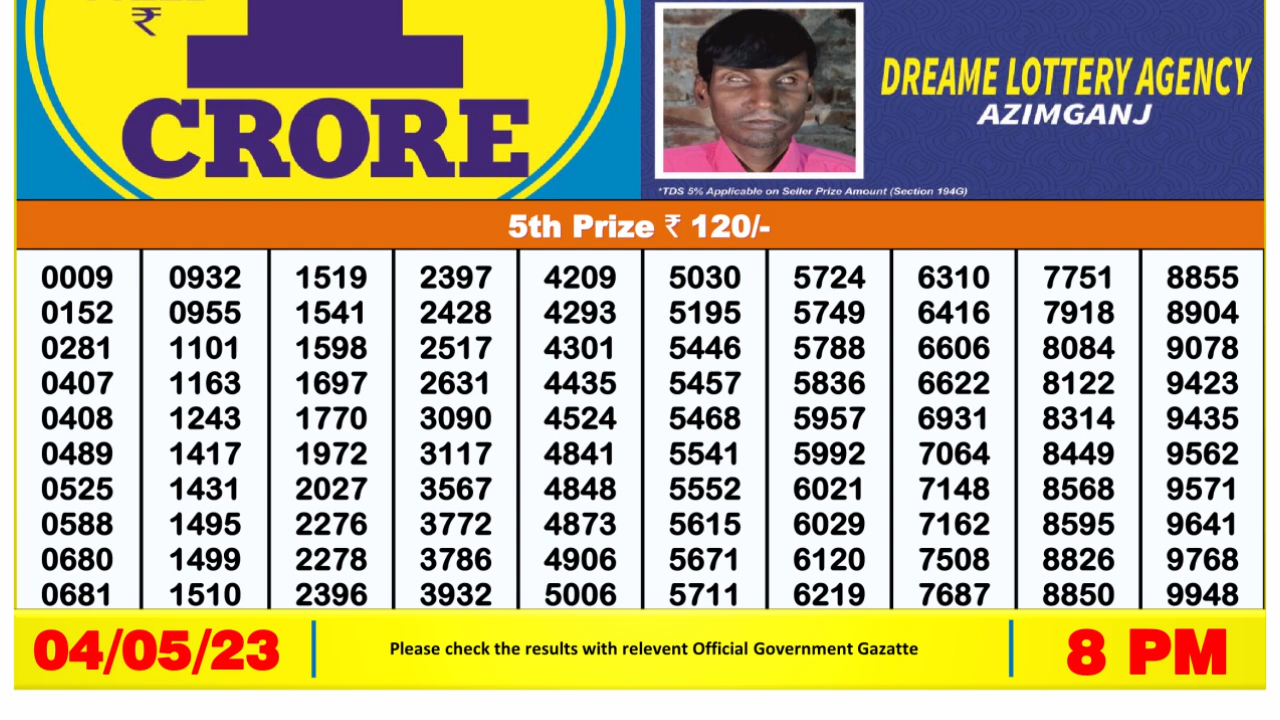 ₹
1
CRORE
DREAME LOTTERY AGENCY
AZIMGANJ
*TDS 5% Applicable on Seller Prize Amount (Section 194G)
5th Prize ₹ 120/-
0009 0932 1519 2397 4209 5030 5724 6310 7751 8855
0152 0955 1541 2428 4293 5195 5749 6416 7918 8904
0281 1101 1598 2517 4301 5446 5788 6606 8084 9078
0407 1163 1697 2631 4435 5457 5836 6622 8122 9423
0408 1243 1770 3090 4524 5468 5957 6931 8314 9435
0489 1417 1972 3117 4841 5541 5992 7064 8449 9562
0525 1431 2027 3567 4848 5552 6021 7148 8568 9571
0588 1495 2276 3772 4873 5615 6029 7162 8595 9641
0680 1499 2278 3786 4906 5671 6120 7508 8826 9768
0681 1510 2396 3932 5006 5711 6219 7687 8850 9948
04/05/23 Please check the results with relevent Official Government Gazatte 8 PM